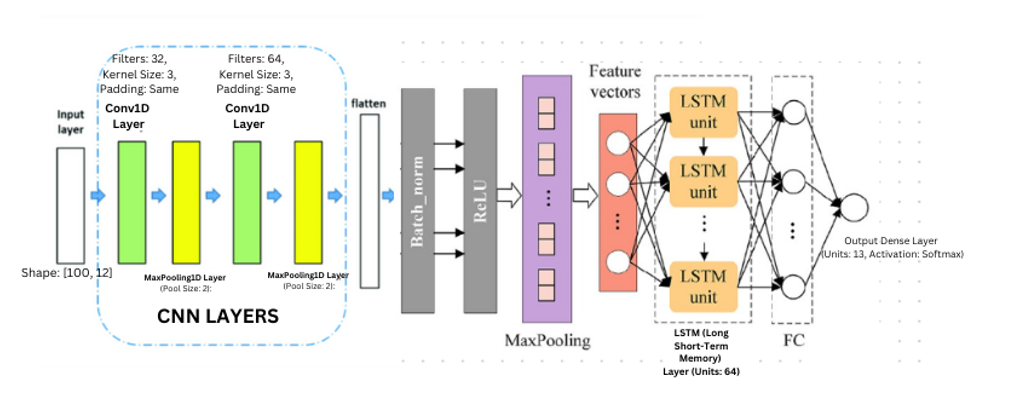 Filters: 32,
Kernel Size: 3,
Padding: Same
Filters: 64,
Kernel Size: 3,
Padding: Same
Conv1D
Layer
Conv1D
Layer
Input
layer
flatten
Shape: [100, 12]
MaxPooling1D Layer
(Pool Size: 2):
MaxPooling1D Layer
(Pool Size: 2):
CNN LAYERS
Batch_norm
ReLU
MaxPooling
Feature
vectors
LSTM
unit
LSTM
unit
LSTM
unit
LSTM (Long
Short-Term
Memory)
Layer (Units: 64)
FC
Output Dense Layer
(Units: 13, Activation: Softmax)